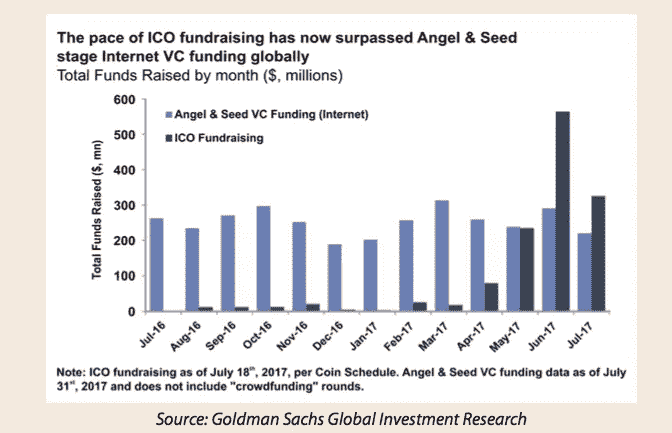 The pace of ICO fundraising has now surpassed Angel & Seed
stage Internet VC funding globally
Total Funds Raised by month ($, millions)
600
500
400
300
200
100
0
Total Funds Raised ($, mn)
Angel & Seed VC Funding (Internet)
ICO Fundraising
Jul-16
Aug-16
Sep-16
Oct-16
Nov-16
Dec-16
Jan-17
Feb-17
Mar-17
Apr-17
May-17
Jun-17
Jul-17
Note: ICO fundraising as of July 18th, 2017, per Coin Schedule. Angel & Seed VC funding data as of July
31st, 2017 and does not include "crowdfunding" rounds.
Source: Goldman Sachs Global Investment Research